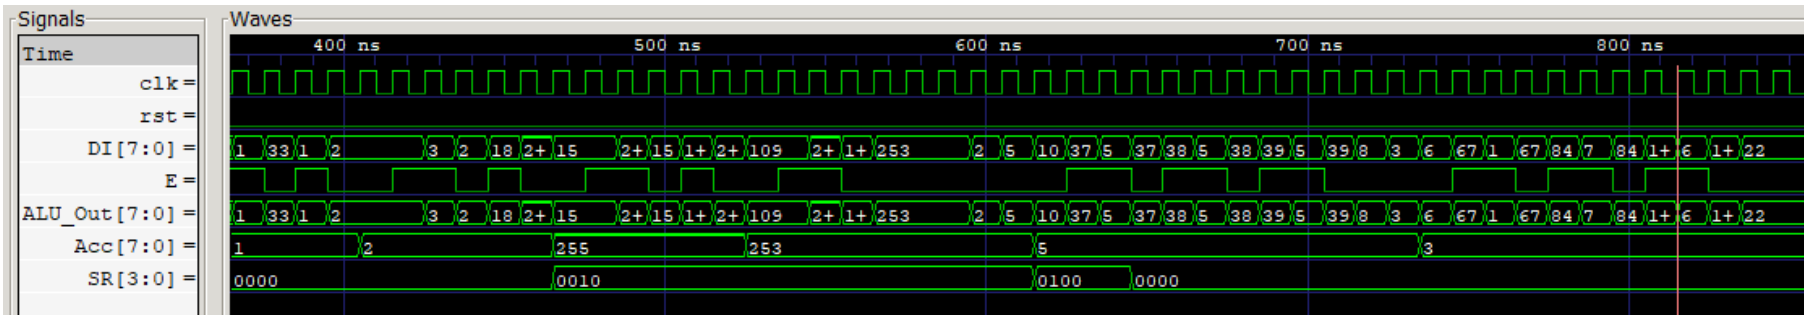 Signals Waves
Time 400 ns 500 ns 600 ns 700 ns 800 ns
clk=
rst=
DI[7:0] = 1 33 1 2 3 2 18 2+ 15 2+ 15 1+ 2+ 109 2+ 1+ 253 2 5 10 37 5 37 38 5 38 39 5 39 8 3 6 67 1 67 84 7 84 1+ 6 1+ 22
E=
ALU_Out[7:0] = 1 33 1 2 3 2 18 2+ 15 2+ 15 1+ 2+ 109 2+ 1+ 253 2 5 10 37 5 37 38 5 38 39 5 39 8 3 6 67 1 67 84 7 84 1+ 6 1+ 22
Acc[7:0] = 1 2 255 253 5 3
SR[3:0] = 0000 0010 0100 0000